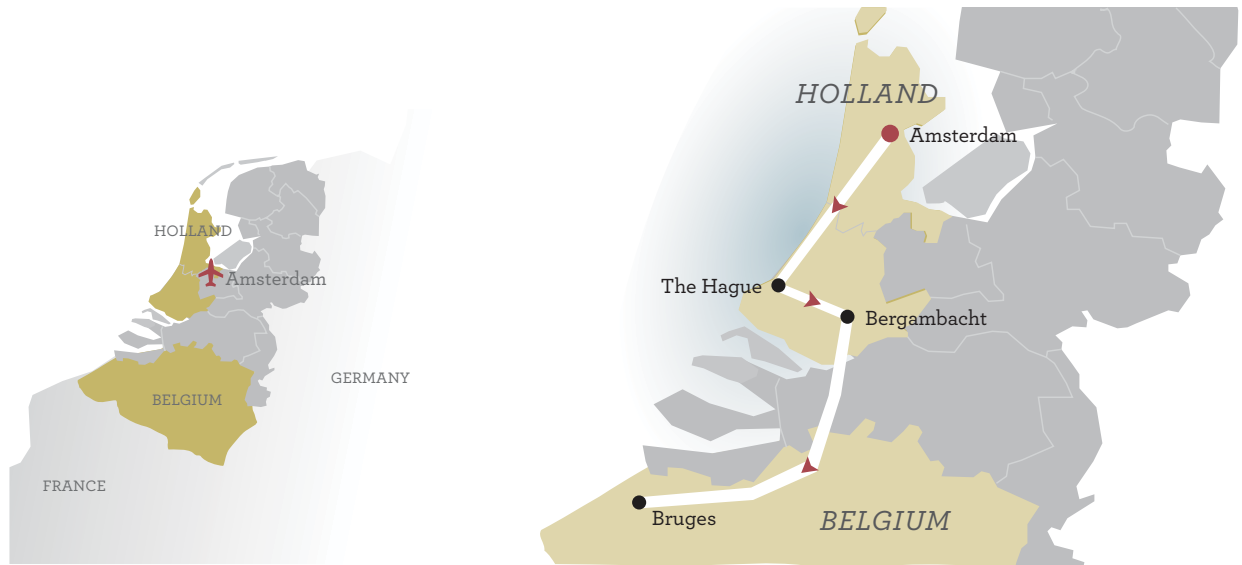 HOLLAND
Amsterdam
GERMANY
BELGIUM
FRANCE
HOLLAND
Amsterdam
The Hague
Bergambacht
Bruges
BELGIUM